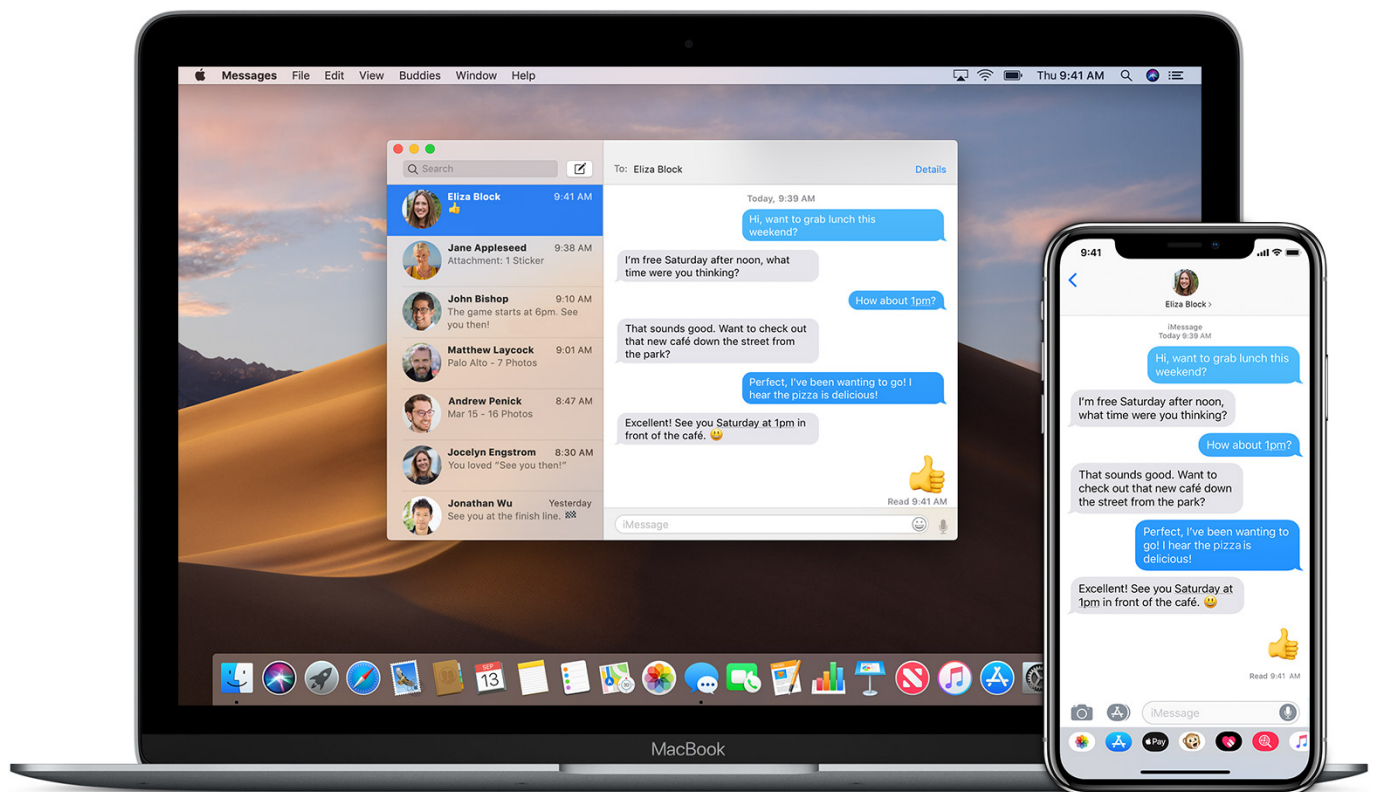 Messages File Edit View Buddies Window Help
Thu 9:41 AM
Search
Eliza Block 9:41 AM
👍
Jane Appleseed 9:38 AM
Attachment: 1 Sticker
John Bishop 9:10 AM
The game starts at 6pm. See
you then!
Matthew Laycock 9:01 AM
Palo Alto - 7 Photos
Andrew Penick 8:47 AM
Mar 15 - 16 Photos
Jocelyn Engstrom 8:30 AM
You loved “See you then!”
Jonathan Wu Yesterday
See you at the finish line. 🏁
To: Eliza Block Details
Today, 9:39 AM
Hi, want to grab lunch this
weekend?
I’m free Saturday after noon, what
time were you thinking?
How about 1pm?
That sounds good. Want to check out
that new café down the street from
the park?
Perfect, I’ve been wanting to go! I
hear the pizza is delicious!
Excellent! See you Saturday at 1pm in
front of the café. 😃
👍
Read 9:41 AM
iMessage
SEP
13
MacBook
9:41
Eliza Block >
iMessage
Today 9:39 AM
Hi, want to grab lunch this
weekend?
I’m free Saturday after noon,
what time were you thinking?
How about 1pm?
That sounds good. Want to
check out that new café down
the street from the park?
Perfect, I’ve been wanting to
go! I hear the pizza is
delicious!
Excellent! See you Saturday at
1pm in front of the café. 😃
👍
Read 9:41 AM
iMessage
Pay